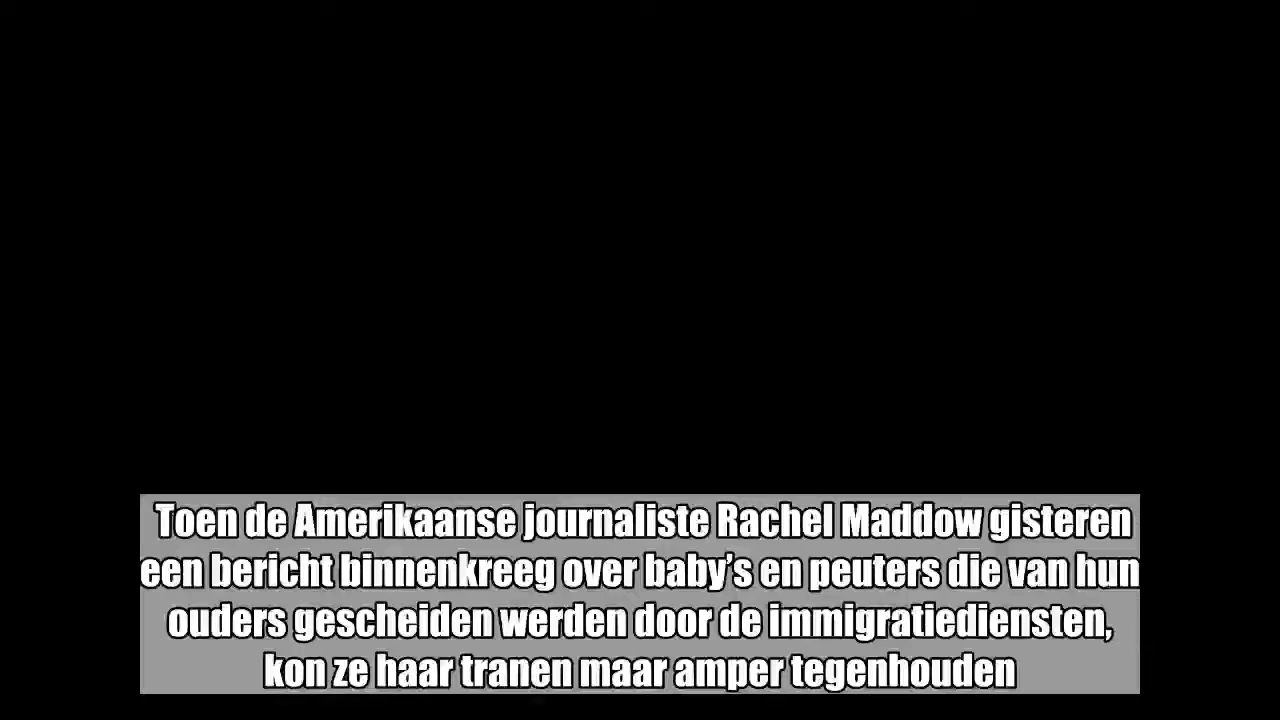 Toen de Amerikaanse journaliste Rachel Maddow gisteren
een bericht binnenkreeg over baby's en peuters die van hun
ouders gescheiden werden door de immigratiediensten,
kon ze haar tranen maar amper tegenhouden